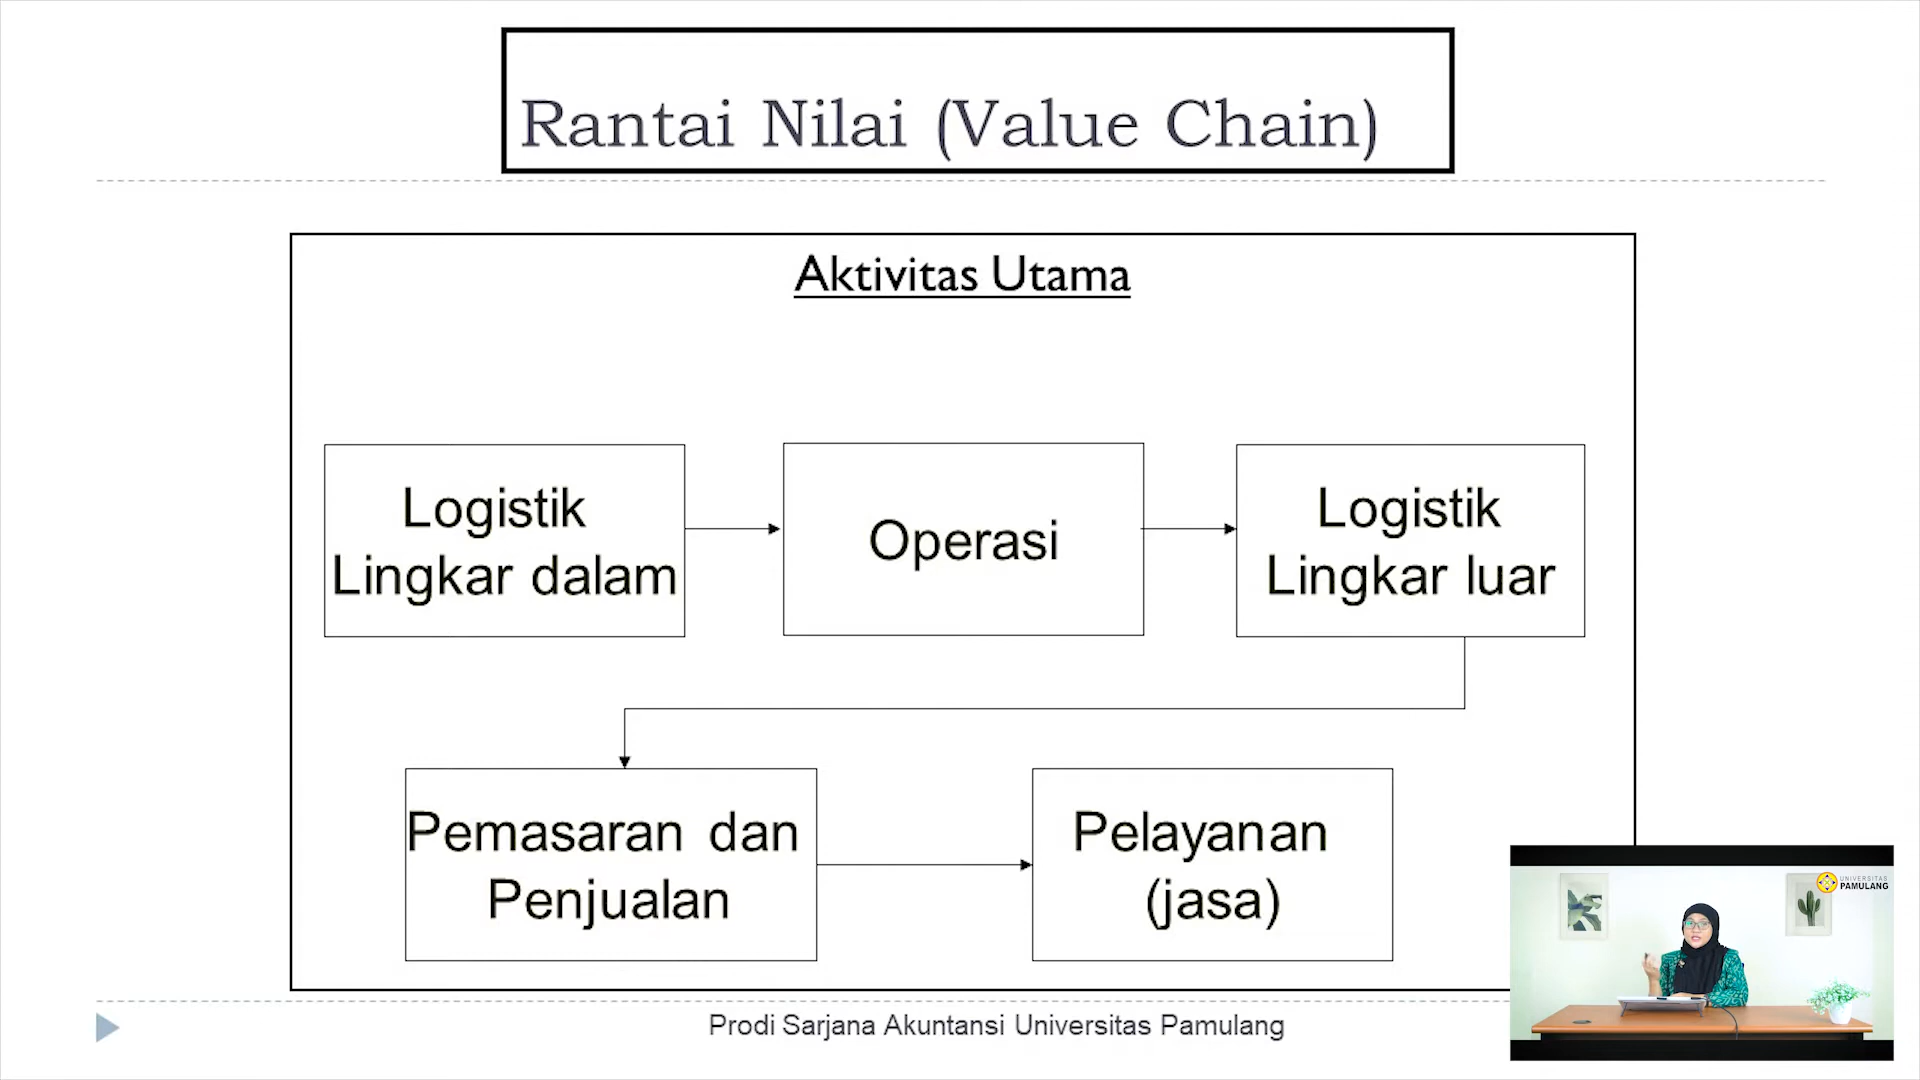 Rantai Nilai (Value Chain)
Aktivitas Utama
Logistik
Lingkar dalam
Operasi
Logistik
Lingkar luar
Pemasaran dan
Penjualan
Pelayanan
(jasa)
Prodi Sarjana Akuntansi Universitas Pamulang
UNIVERSITAS
PAMULANG